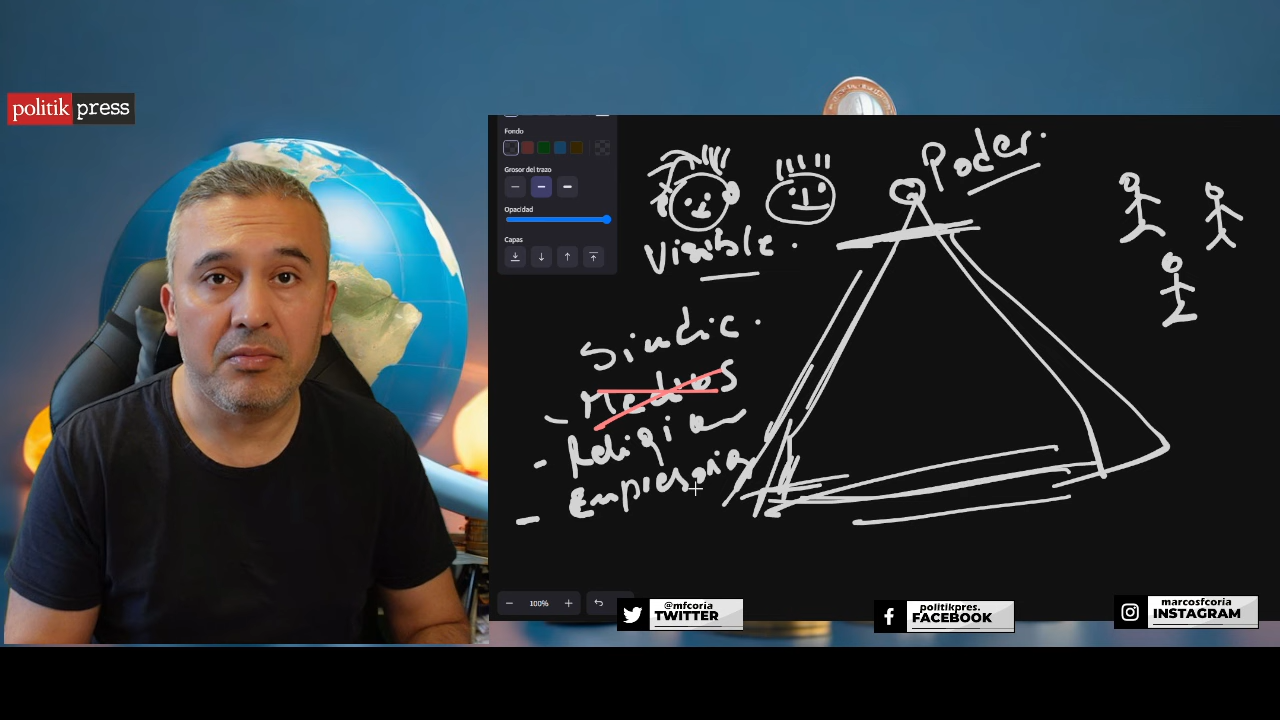 politik press
Fondo
Grosor del trazo
Opacidad
Capas
Poder.
Visible.
Sindic.
- Medios
- Religion
- Empresaria
100%
@mfcoria
TWITTER
politikpres.
FACEBOOK
marcosfcoria
INSTAGRAM